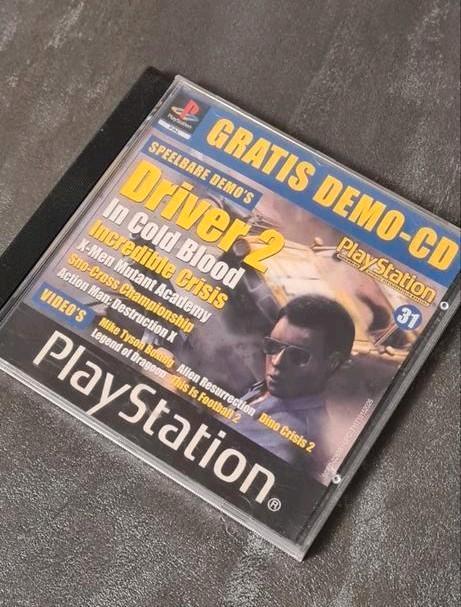 PlayStation
GRATIS DEMO-CD
SPEELBARE DEMO'S
Driver 2
In Cold Blood
Incredible Crisis
X-Men Mutant Academy
Sno-Cross Championship
Action Man: Destruction X
PlayStation
31
VIDEO'S
Mike Tyson Boxing Alien Resurrection Dino Crisis 2
Legend of Dragoon This Is Football 2
PlayStation®